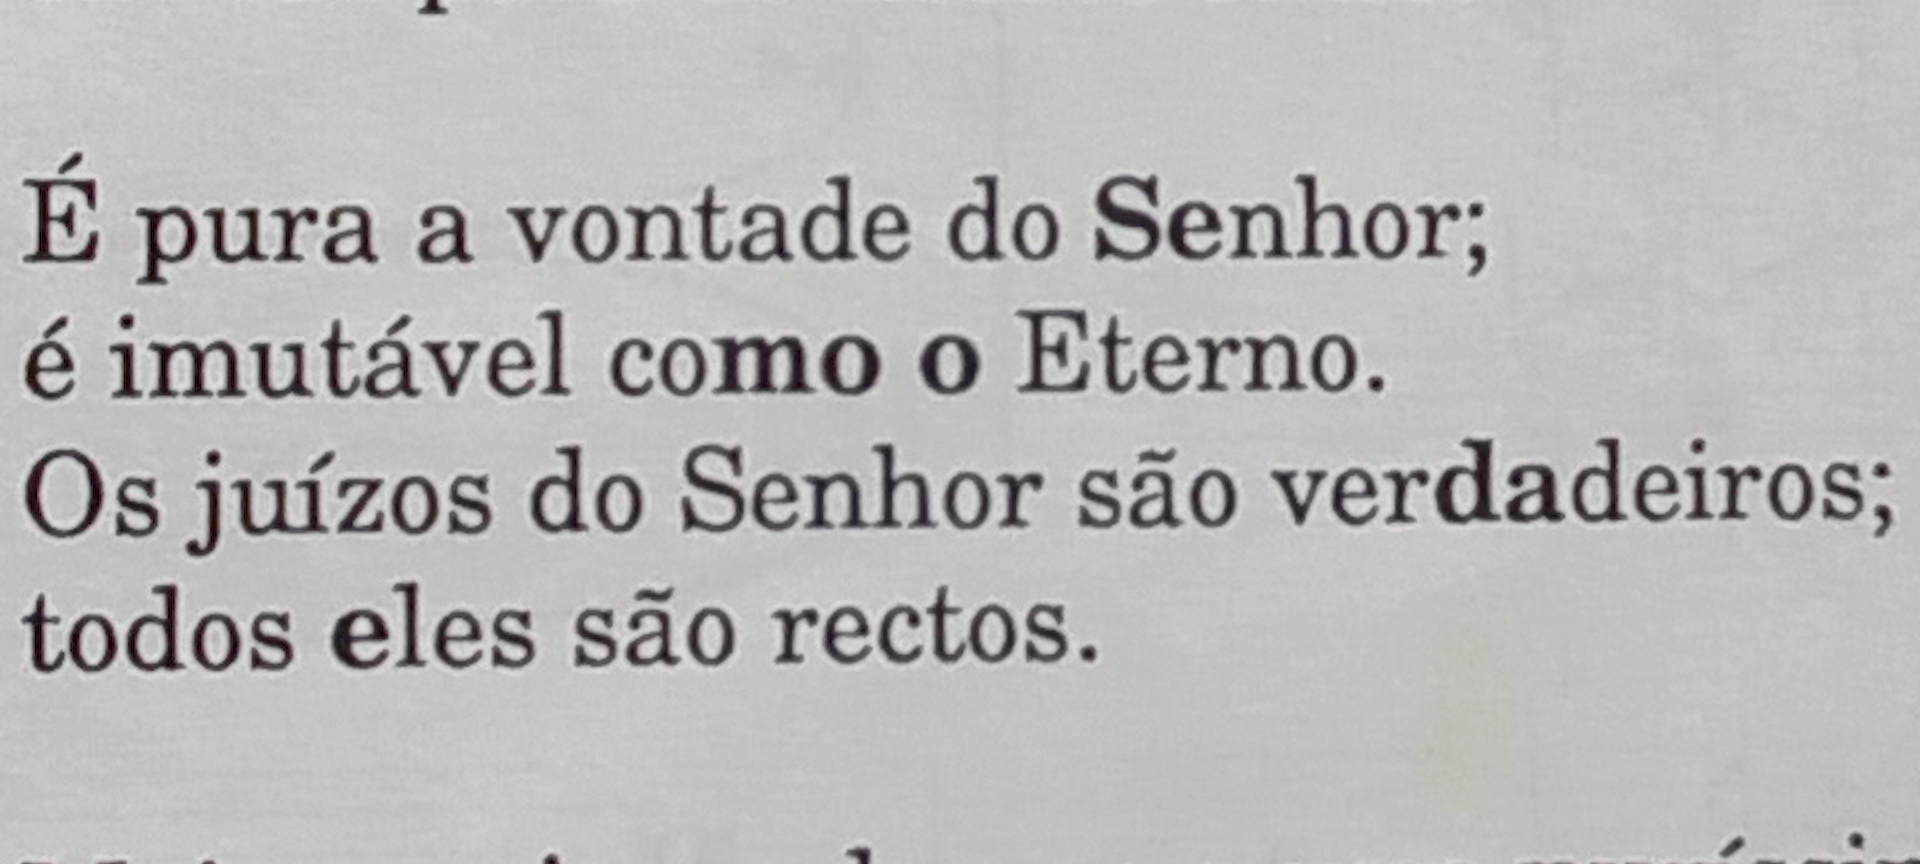 É pura a vontade do Senhor;
é imutável como o Eterno.
Os juízos do Senhor são verdadeiros;
todos eles são rectos.